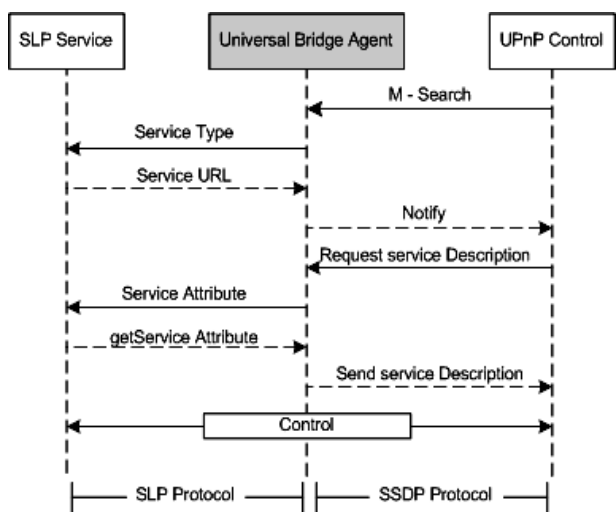 SLP Service
Universal Bridge Agent
UPnP Control
M - Search
Service Type
Service URL
Notify
Request service Description
Service Attribute
getService Attribute
Send service Description
Control
SLP Protocol
SSDP Protocol